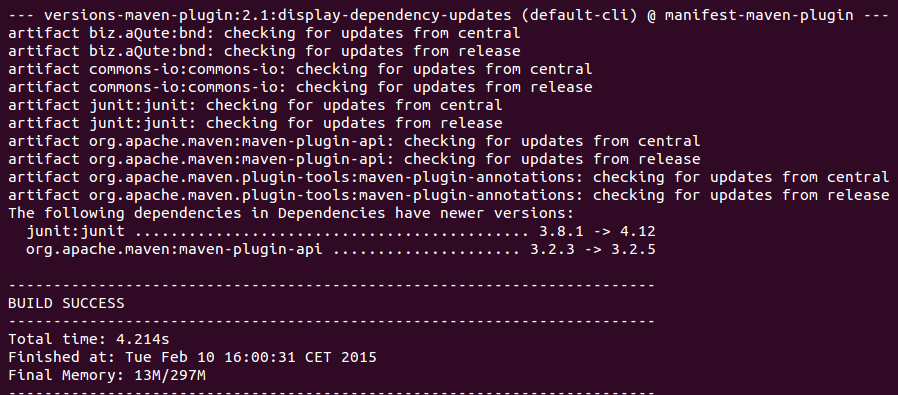 --- versions-maven-plugin:2.1:display-dependency-updates (default-cli) @ manifest-maven-plugin ---
artifact biz.aQute:bnd: checking for updates from central
artifact biz.aQute:bnd: checking for updates from release
artifact commons-io:commons-io: checking for updates from central
artifact commons-io:commons-io: checking for updates from release
artifact junit:junit: checking for updates from central
artifact junit:junit: checking for updates from release
artifact org.apache.maven:maven-plugin-api: checking for updates from central
artifact org.apache.maven:maven-plugin-api: checking for updates from release
artifact org.apache.maven.plugin-tools:maven-plugin-annotations: checking for updates from central
artifact org.apache.maven.plugin-tools:maven-plugin-annotations: checking for updates from release
The following dependencies in Dependencies have newer versions:
  junit:junit ............................................ 3.8.1 -> 4.12
  org.apache.maven:maven-plugin-api ..................... 3.2.3 -> 3.2.5

------------------------------------------------------------------------
BUILD SUCCESS
------------------------------------------------------------------------
Total time: 4.214s
Finished at: Tue Feb 10 16:00:31 CET 2015
Final Memory: 13M/297M
------------------------------------------------------------------------